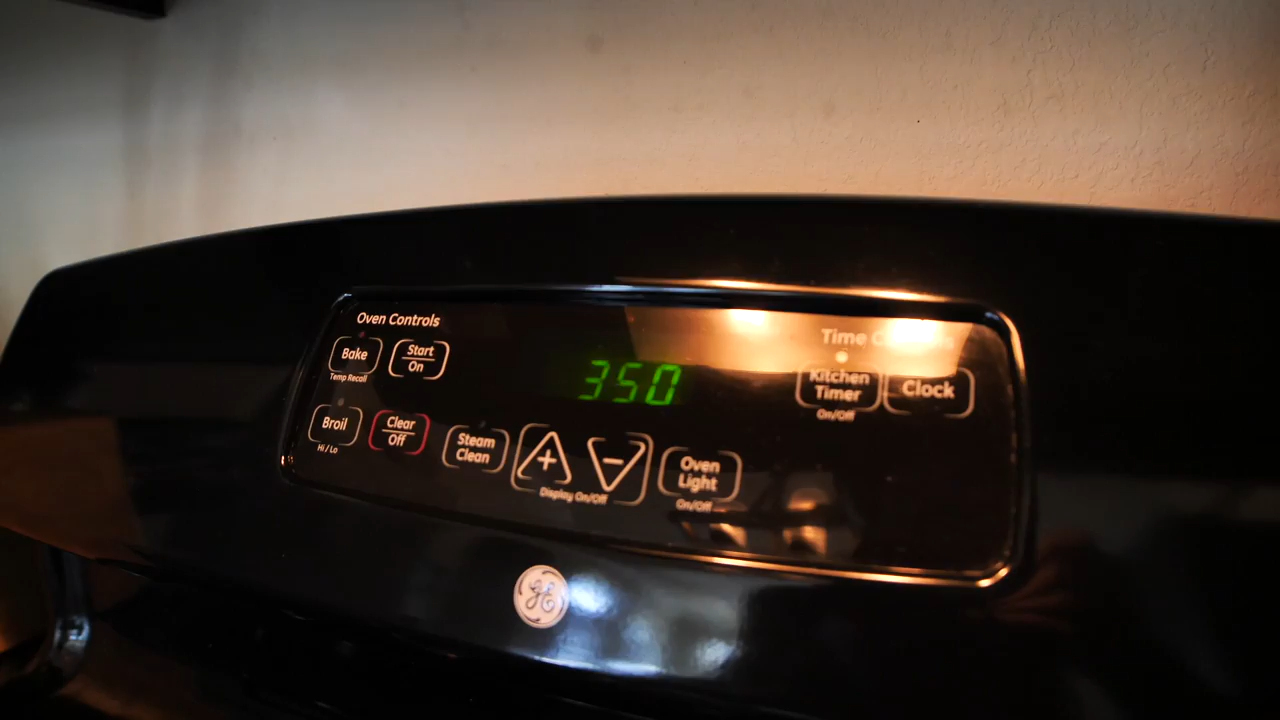 Oven Controls
Bake
Temp Recall
Start
On
350
Time Controls
Kitchen
Timer
On/Off
Clock
Broil
Hi / Lo
Clear
Off
Steam
Clean
+
−
Display On/Off
Oven
Light
On/Off
GE